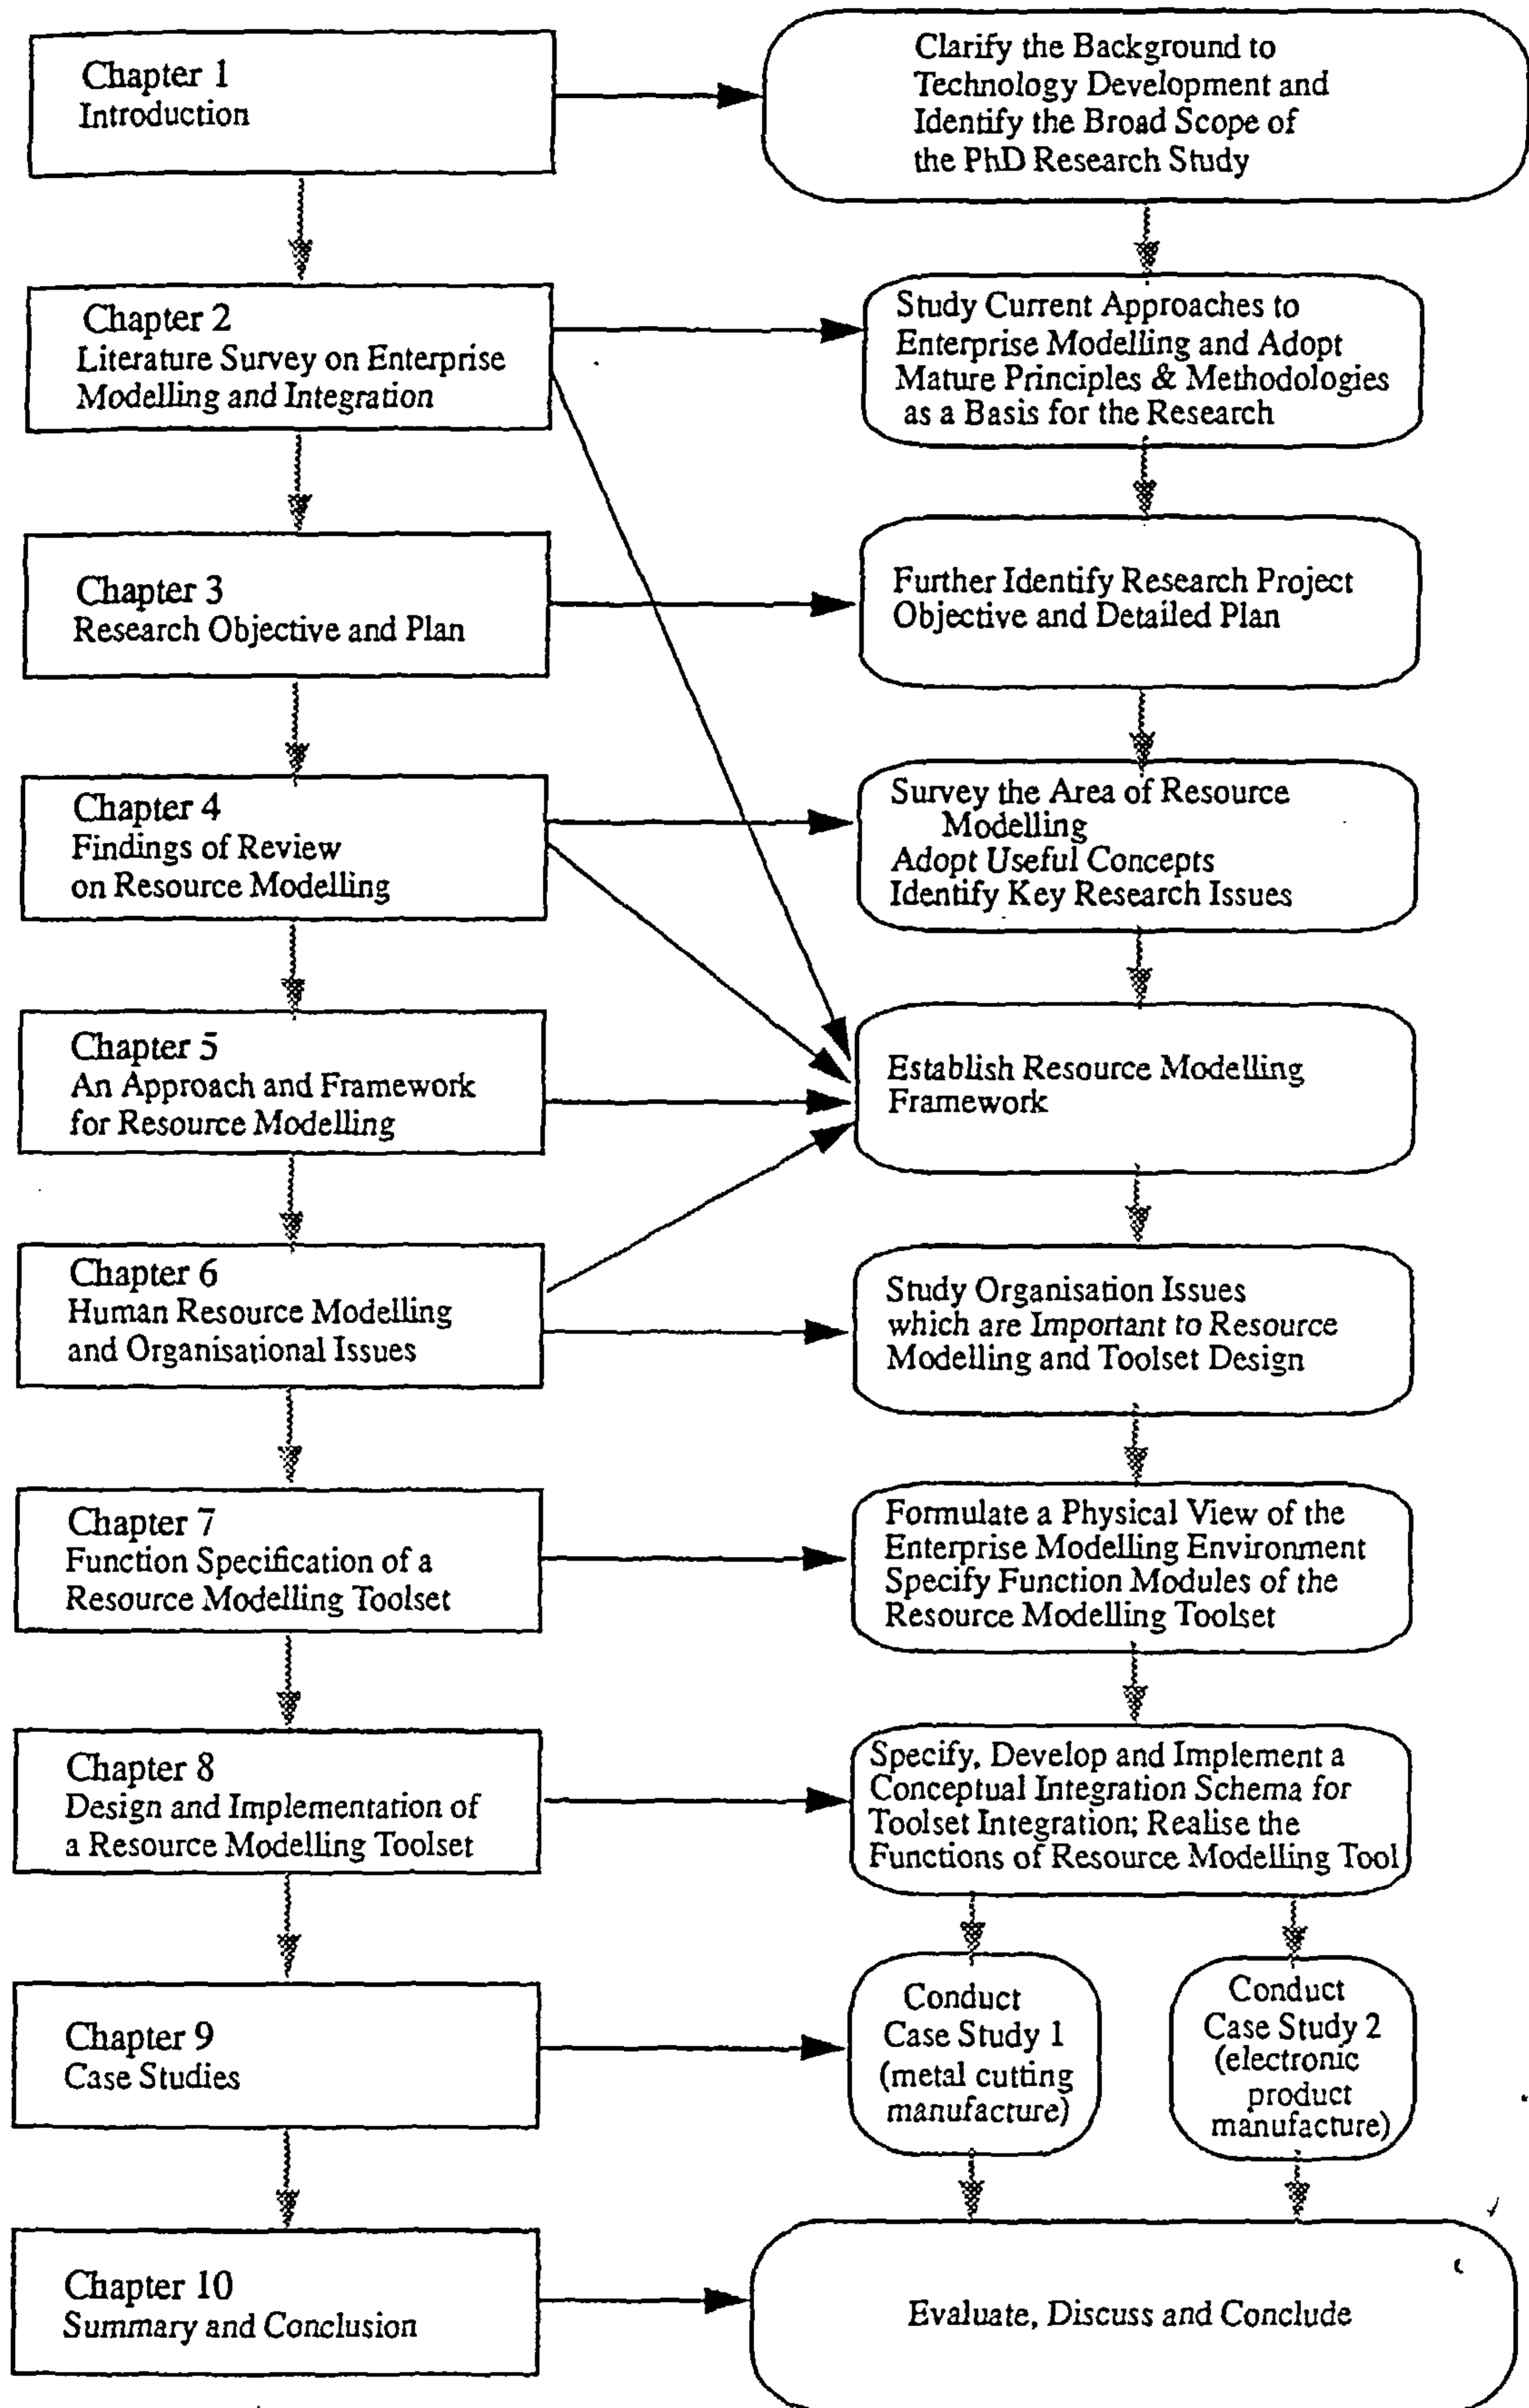 Chapter 1
Introduction
Clarify the Background to
Technology Development and
Identify the Broad Scope of
the PhD Research Study
Chapter 2
Literature Survey on Enterprise
Modelling and Integration
Study Current Approaches to
Enterprise Modelling and Adopt
Mature Principles & Methodologies
as a Basis for the Research
Chapter 3
Research Objective and Plan
Further Identify Research Project
Objective and Detailed Plan
Chapter 4
Findings of Review
on Resource Modelling
Survey the Area of Resource
Modelling
Adopt Useful Concepts
Identify Key Research Issues
Chapter 5
An Approach and Framework
for Resource Modelling
Establish Resource Modelling
Framework
Chapter 6
Human Resource Modelling
and Organisational Issues
Study Organisation Issues
which are Important to Resource
Modelling and Toolset Design
Chapter 7
Function Specification of a
Resource Modelling Toolset
Formulate a Physical View of the
Enterprise Modelling Environment
Specify Function Modules of the
Resource Modelling Toolset
Chapter 8
Design and Implementation of
a Resource Modelling Toolset
Specify, Develop and Implement a
Conceptual Integration Schema for
Toolset Integration; Realise the
Functions of Resource Modelling Tool
Chapter 9
Case Studies
Conduct
Case Study 1
(metal cutting
manufacture)
Conduct
Case Study 2
(electronic
product
manufacture)
Chapter 10
Summary and Conclusion
Evaluate, Discuss and Conclude